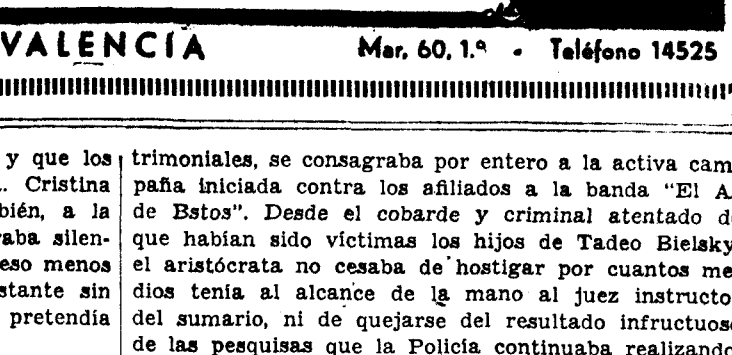 VALENCIA Mar, 60, 1.º • Teléfono 14525
y que los
. Cristina
bién, a la
raba silen-
eso menos
stante sin
pretendía
trimoniales, se consagraba por entero a la activa cam
paña iniciada contra los afiliados a la banda "El A
de Bstos". Desde el cobarde y criminal atentado d
que habían sido víctimas los hijos de Tadeo Bielsky
el aristócrata no cesaba de hostigar por cuantos me
dios tenía al alcance de la mano al juez instructo
del sumario, ni de quejarse del resultado infructuos
de las pesquisas que la Policía continuaba realizando